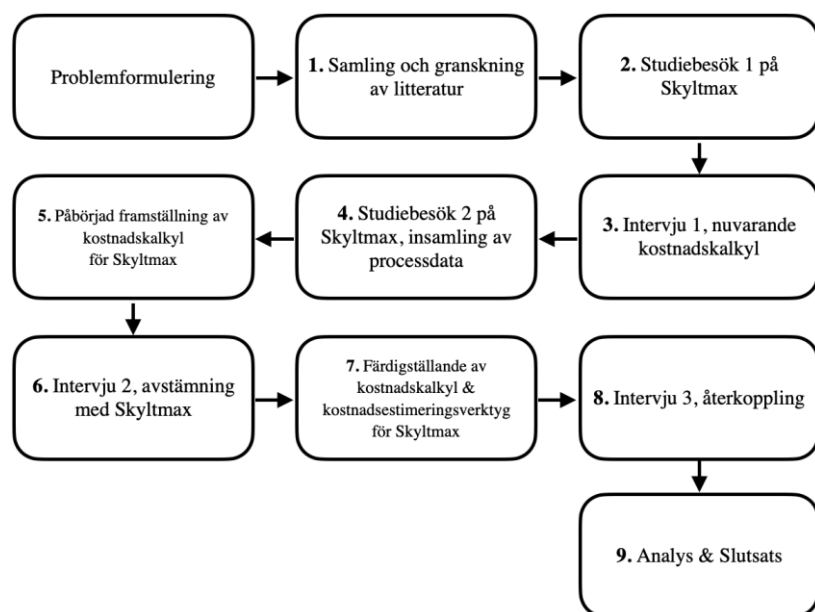 Problemformulering
1. Samling och granskning
av litteratur
2. Studiebesök 1 på
Skyltmax
3. Intervju 1, nuvarande
kostnadskalkyl
4. Studiebesök 2 på
Skyltmax, insamling av
processdata
5. Påbörjad framställning av
kostnadskalkyl
för Skyltmax
6. Intervju 2, avstämning
med Skyltmax
7. Färdigställande av
kostnadskalkyl &
kostnadsestimeringsverktyg
för Skyltmax
8. Intervju 3, återkoppling
9. Analys & Slutsats